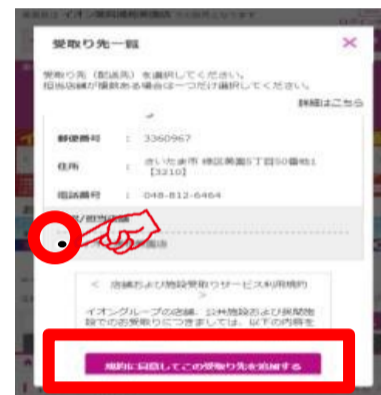 受取り先一覧
受取り先（配送先）を選択してください。
担当店舗が複数ある場合は一つだけ選択してください。
詳細はこちら
郵便番号 : 3360967
住所 : さいたま市 緑区美園5丁目50番地1
【3210】
電話番号 : 048-812-6464
/担当店舗
< 店舗および施設受取りサービス利用規約
>
イオングループの店舗、公共施設および民間施
設でのお受取りにつきましては、以下の内容を
規約に同意してこの受取り先を追加する